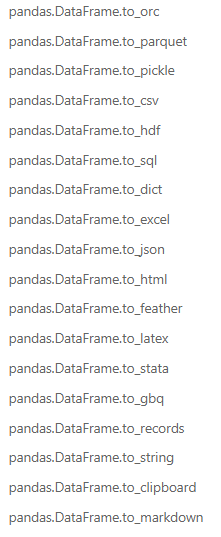 pandas.DataFrame.to_orc
pandas.DataFrame.to_parquet
pandas.DataFrame.to_pickle
pandas.DataFrame.to_csv
pandas.DataFrame.to_hdf
pandas.DataFrame.to_sql
pandas.DataFrame.to_dict
pandas.DataFrame.to_excel
pandas.DataFrame.to_json
pandas.DataFrame.to_html
pandas.DataFrame.to_feather
pandas.DataFrame.to_latex
pandas.DataFrame.to_stata
pandas.DataFrame.to_gbq
pandas.DataFrame.to_records
pandas.DataFrame.to_string
pandas.DataFrame.to_clipboard
pandas.DataFrame.to_markdown